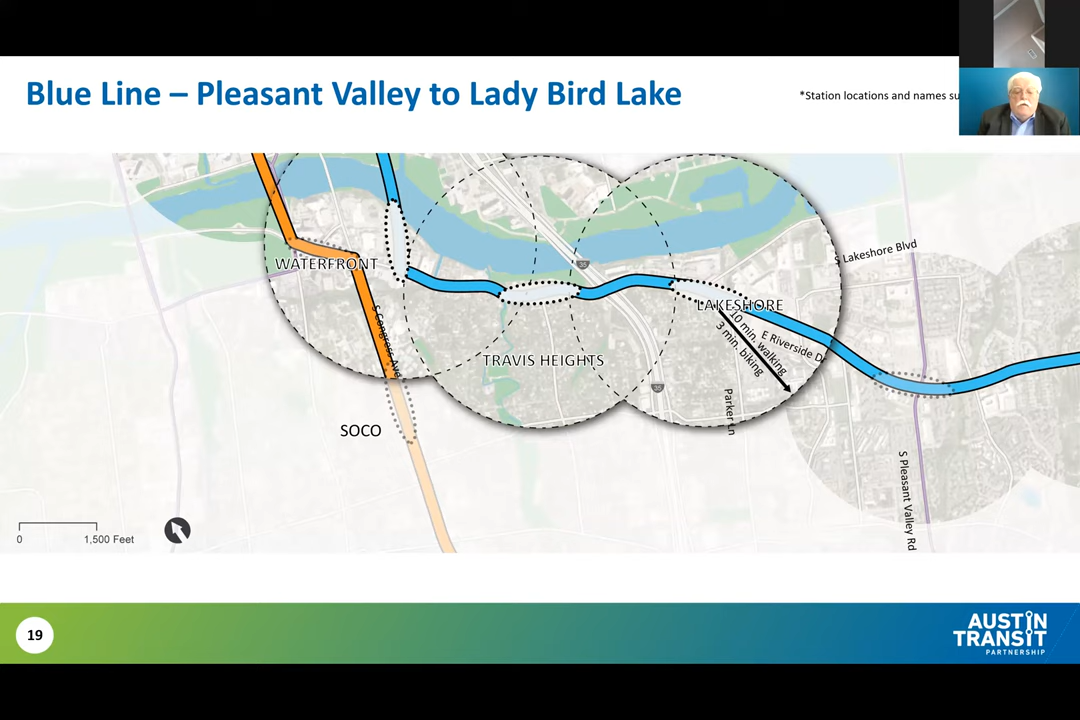 Blue Line – Pleasant Valley to Lady Bird Lake
*Station locations and names
S Lakeshore Blvd
WATERFRONT
LAKESHORE
S Congress Ave
10 min. walking
3 min. biking
E Riverside D
TRAVIS HEIGHTS
35
35
Parker Ln
SOCO
S Pleasant Valley Rd
0 1,500 Feet
19
AUSTIN
TRANSIT
PARTNERSHIP